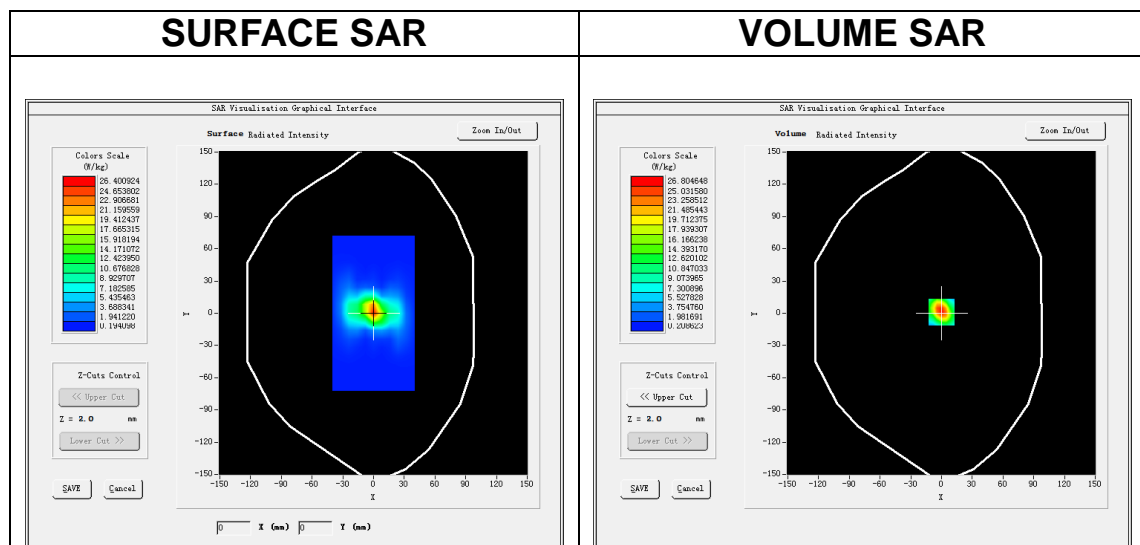 SURFACE SAR
VOLUME SAR
SAR Visualisation Graphical Interface
Surface Radiated Intensity
Zoom In/Out
Colors Scale
(W/kg)
26.400924
24.653802
22.906681
21.159559
19.412437
17.665315
15.918194
14.171072
12.423950
10.676828
8.929707
7.182585
5.435463
3.688341
1.941220
0.194098
150
120
90
60
30
0
-30
-60
-90
-120
-150
Y
-150 -120 -90 -60 -30 0 30 60 90 120 150
X
Z-Cuts Control
<< Upper Cut
Z = 2.0 mm
Lower Cut >>
SAVE Cancel
0 X (mm) 0 Y (mm)
SAR Visualisation Graphical Interface
Volume Radiated Intensity
Zoom In/Out
Colors Scale
(W/kg)
26.804648
25.031580
23.258512
21.485443
19.712375
17.939307
16.166238
14.393170
12.620102
10.847033
9.073965
7.300896
5.527828
3.754760
1.981691
0.208623
150
120
90
60
30
0
-30
-60
-90
-120
-150
Y
-150 -120 -90 -60 -30 0 30 60 90 120 150
X
Z-Cuts Control
<< Upper Cut
Z = 2.0 mm
Lower Cut >>
SAVE Cancel